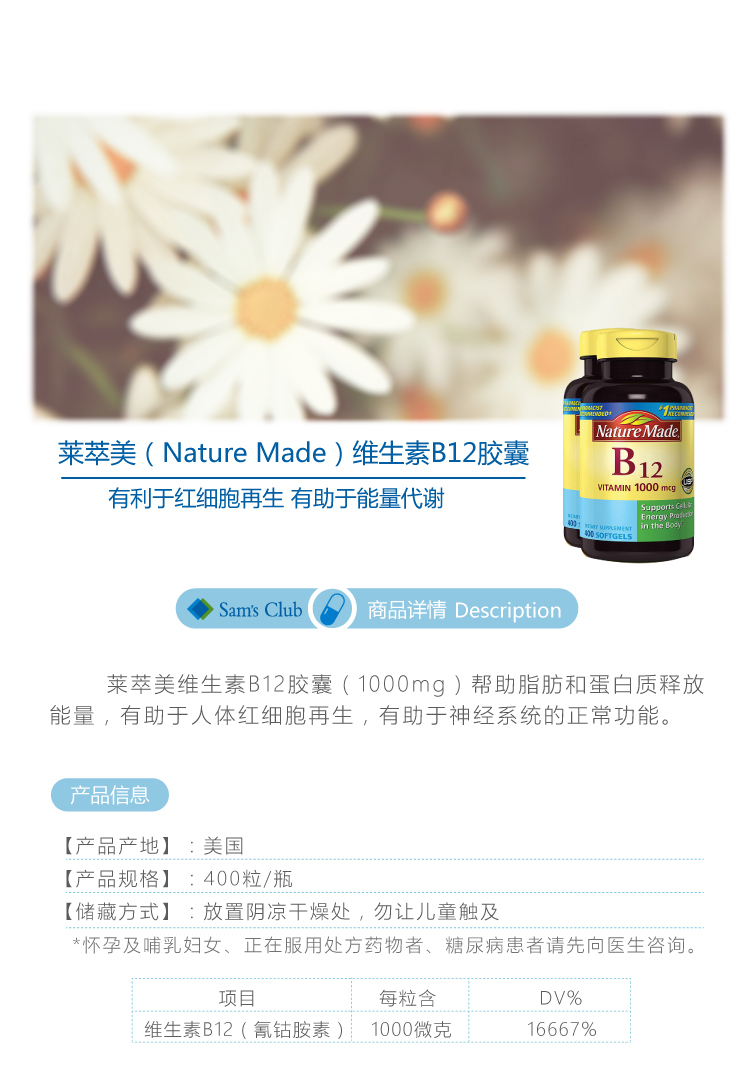 莱萃美（Nature Made）维生素B12胶囊
有利于红细胞再生 有助于能量代谢
#1 PHARMACIST
RECOMMENDED
Nature Made
B12
VITAMIN 1000 mcg
USP
Supports Cellular
Energy Production
in the Body
DIETARY SUPPLEMENT
400 SOFTGELS
Sam's Club 商品详情 Description
莱萃美维生素B12胶囊（1000mg）帮助脂肪和蛋白质释放
能量，有助于人体红细胞再生，有助于神经系统的正常功能。
产品信息
【产品产地】：美国
【产品规格】：400粒/瓶
【储藏方式】：放置阴凉干燥处，勿让儿童触及
*怀孕及哺乳妇女、正在服用处方药物者、糖尿病患者请先向医生咨询。
项目 每粒含 DV%
维生素B12（氰钴胺素） 1000微克 16667%